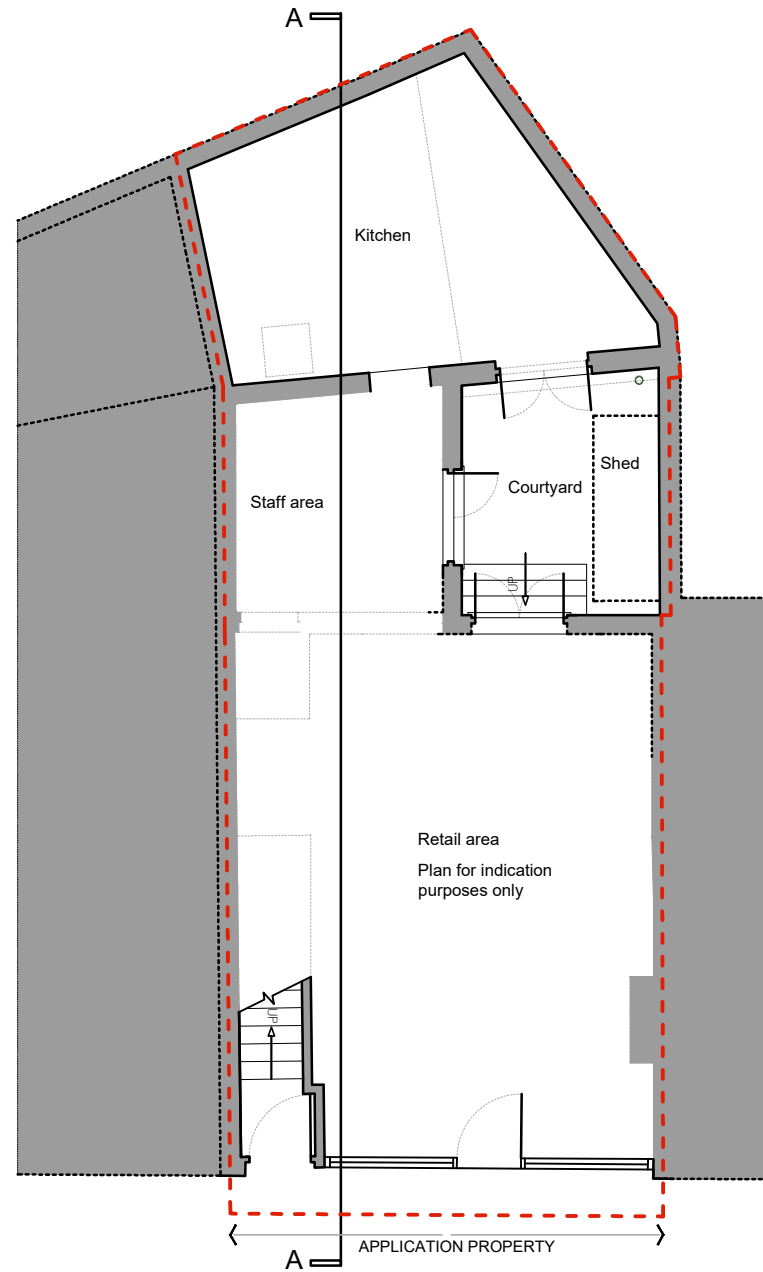 A
Kitchen
Shed
Courtyard
Staff area
UP
Retail area
Plan for indication
purposes only
UP
APPLICATION PROPERTY
A